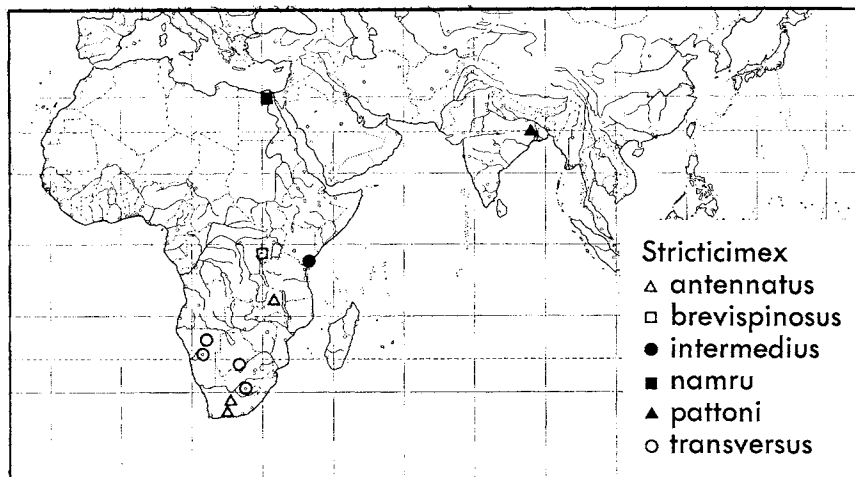 Stricticimex
△ antennatus
□ brevispinosus
● intermedius
■ namru
▲ pattoni
○ transversus